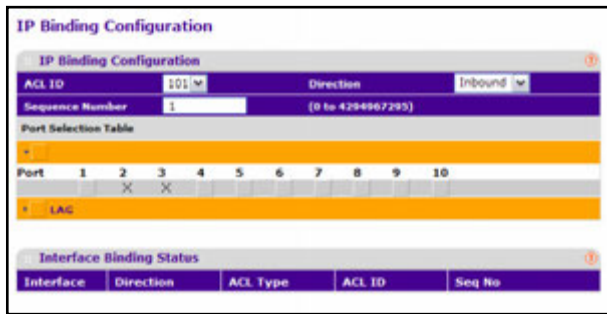 IP Binding Configuration
IP Binding Configuration
ACL ID 101 Direction Inbound
Sequence Number 1 (0 to 4294967295)
Port Selection Table
Port 1 2 3 4 5 6 7 8 9 10
X X
LAG
Interface Binding Status
Interface Direction ACL Type ACL ID Seq No